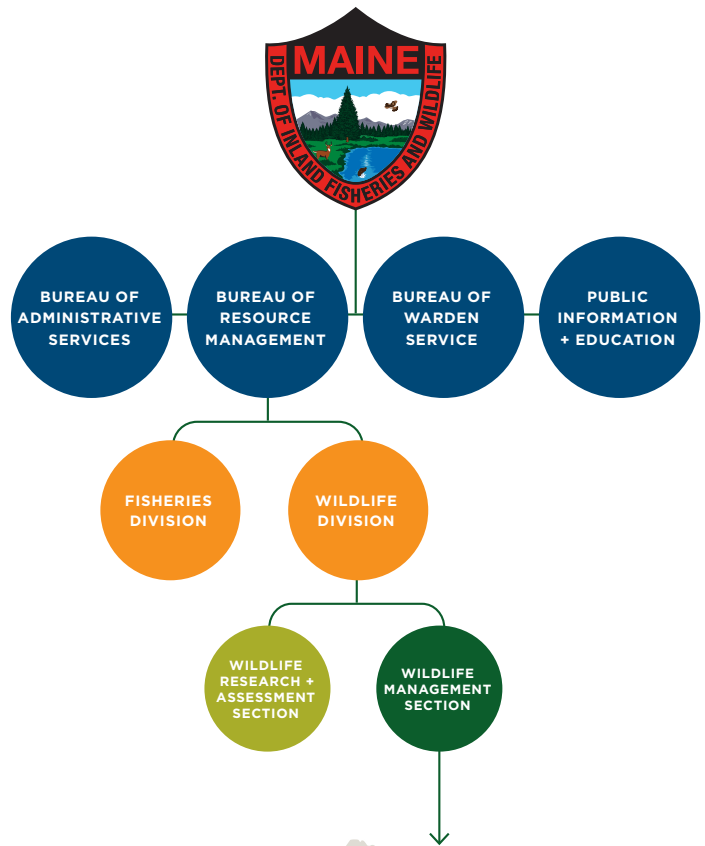 MAINE
DEPT. OF INLAND FISHERIES AND WILDLIFE
BUREAU OF
ADMINISTRATIVE
SERVICES
BUREAU OF
RESOURCE
MANAGEMENT
BUREAU OF
WARDEN
SERVICE
PUBLIC
INFORMATION
+ EDUCATION
FISHERIES
DIVISION
WILDLIFE
DIVISION
WILDLIFE
RESEARCH +
ASSESSMENT
SECTION
WILDLIFE
MANAGEMENT
SECTION